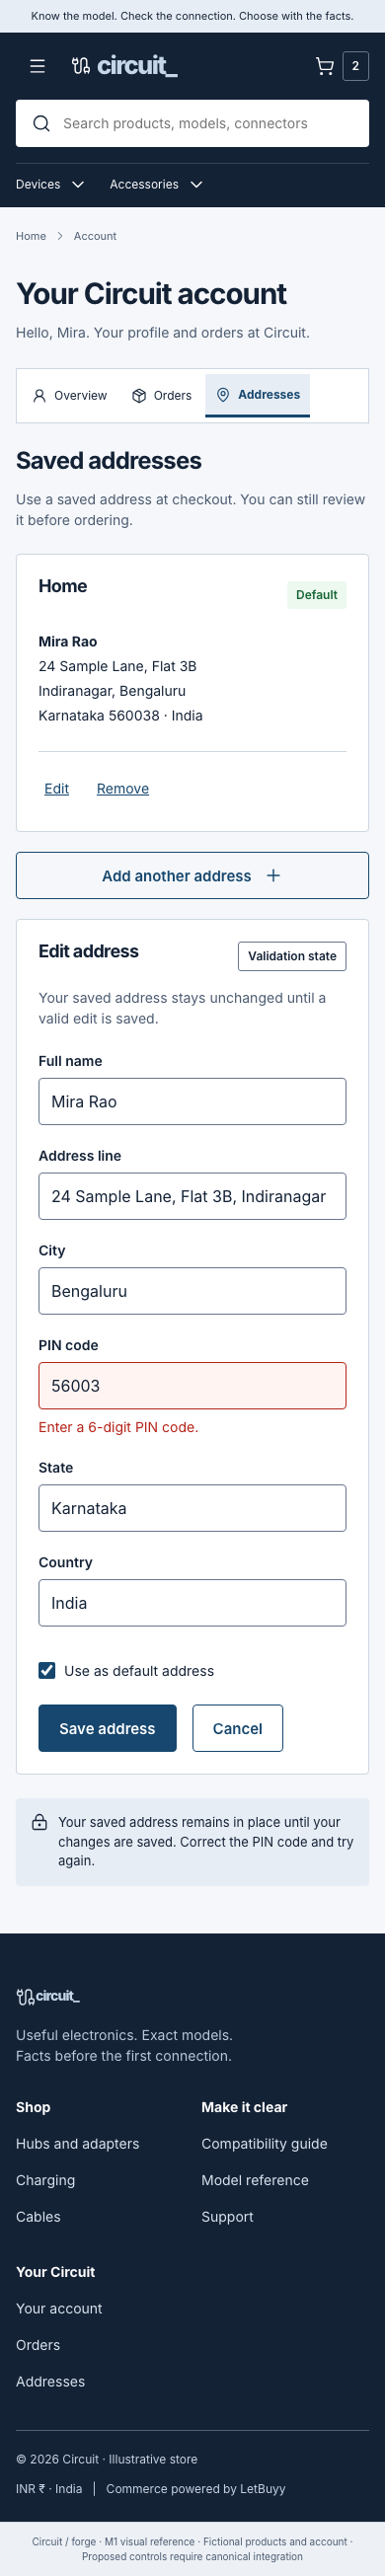 Know the model. Check the connection. Choose with the facts.
circuit_
2
Search products, models, connectors
Devices
Accessories
Home
Account
Your Circuit account
Hello, Mira. Your profile and orders at Circuit.
Overview
Orders
Addresses
Saved addresses
Use a saved address at checkout. You can still review
it before ordering.
Home
Default
Mira Rao
24 Sample Lane, Flat 3B
Indiranagar, Bengaluru
Karnataka 560038 · India
Edit
Remove
Add another address
Edit address
Validation state
Your saved address stays unchanged until a
valid edit is saved.
Full name
Mira Rao
Address line
24 Sample Lane, Flat 3B, Indiranagar
City
Bengaluru
PIN code
56003
Enter a 6-digit PIN code.
State
Karnataka
Country
India
Use as default address
Save address
Cancel
Your saved address remains in place until your
changes are saved. Correct the PIN code and try
again.
circuit_
Useful electronics. Exact models.
Facts before the first connection.
Shop
Hubs and adapters
Charging
Cables
Make it clear
Compatibility guide
Model reference
Support
Your Circuit
Your account
Orders
Addresses
© 2026 Circuit · Illustrative store
INR ₹ · India | Commerce powered by LetBuyy
Circuit / forge · M1 visual reference · Fictional products and account ·
Proposed controls require canonical integration